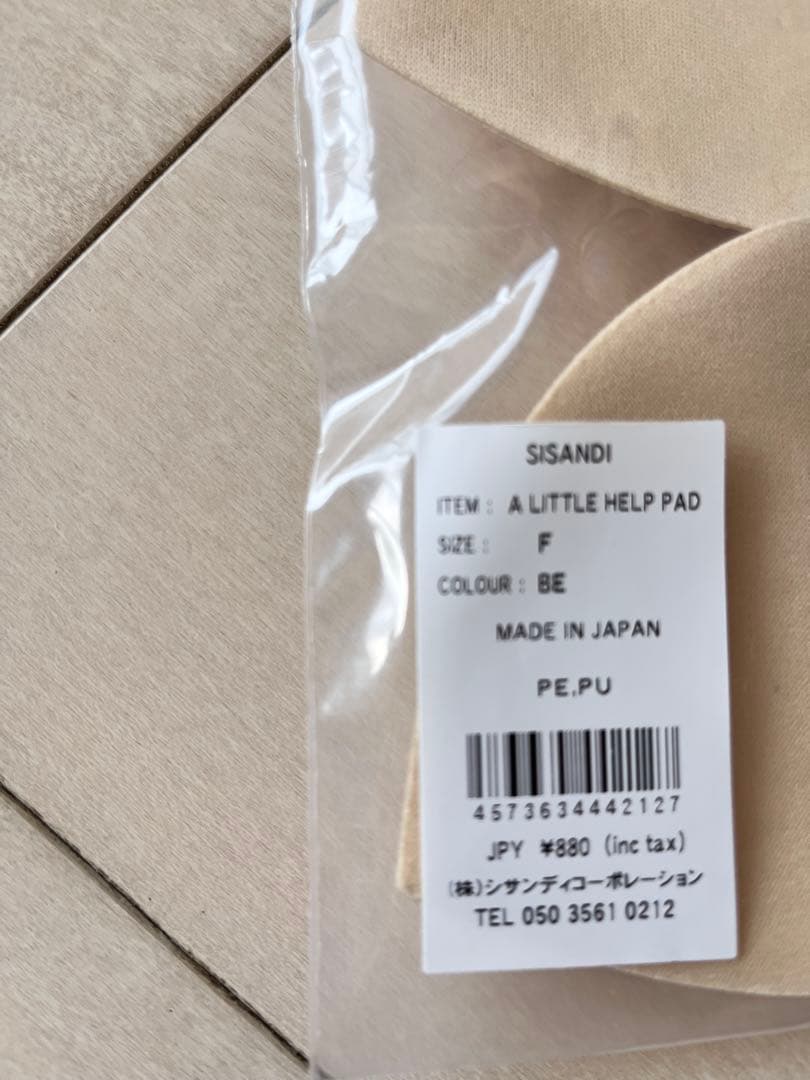 SISANDI
ITEM : A LITTLE HELP PAD
SIZE : F
COLOUR : BE
MADE IN JAPAN
PE.PU
4573634442127
JPY ¥880 (inc tax)
(株)シサンディコーポレーション
TEL 050 3561 0212